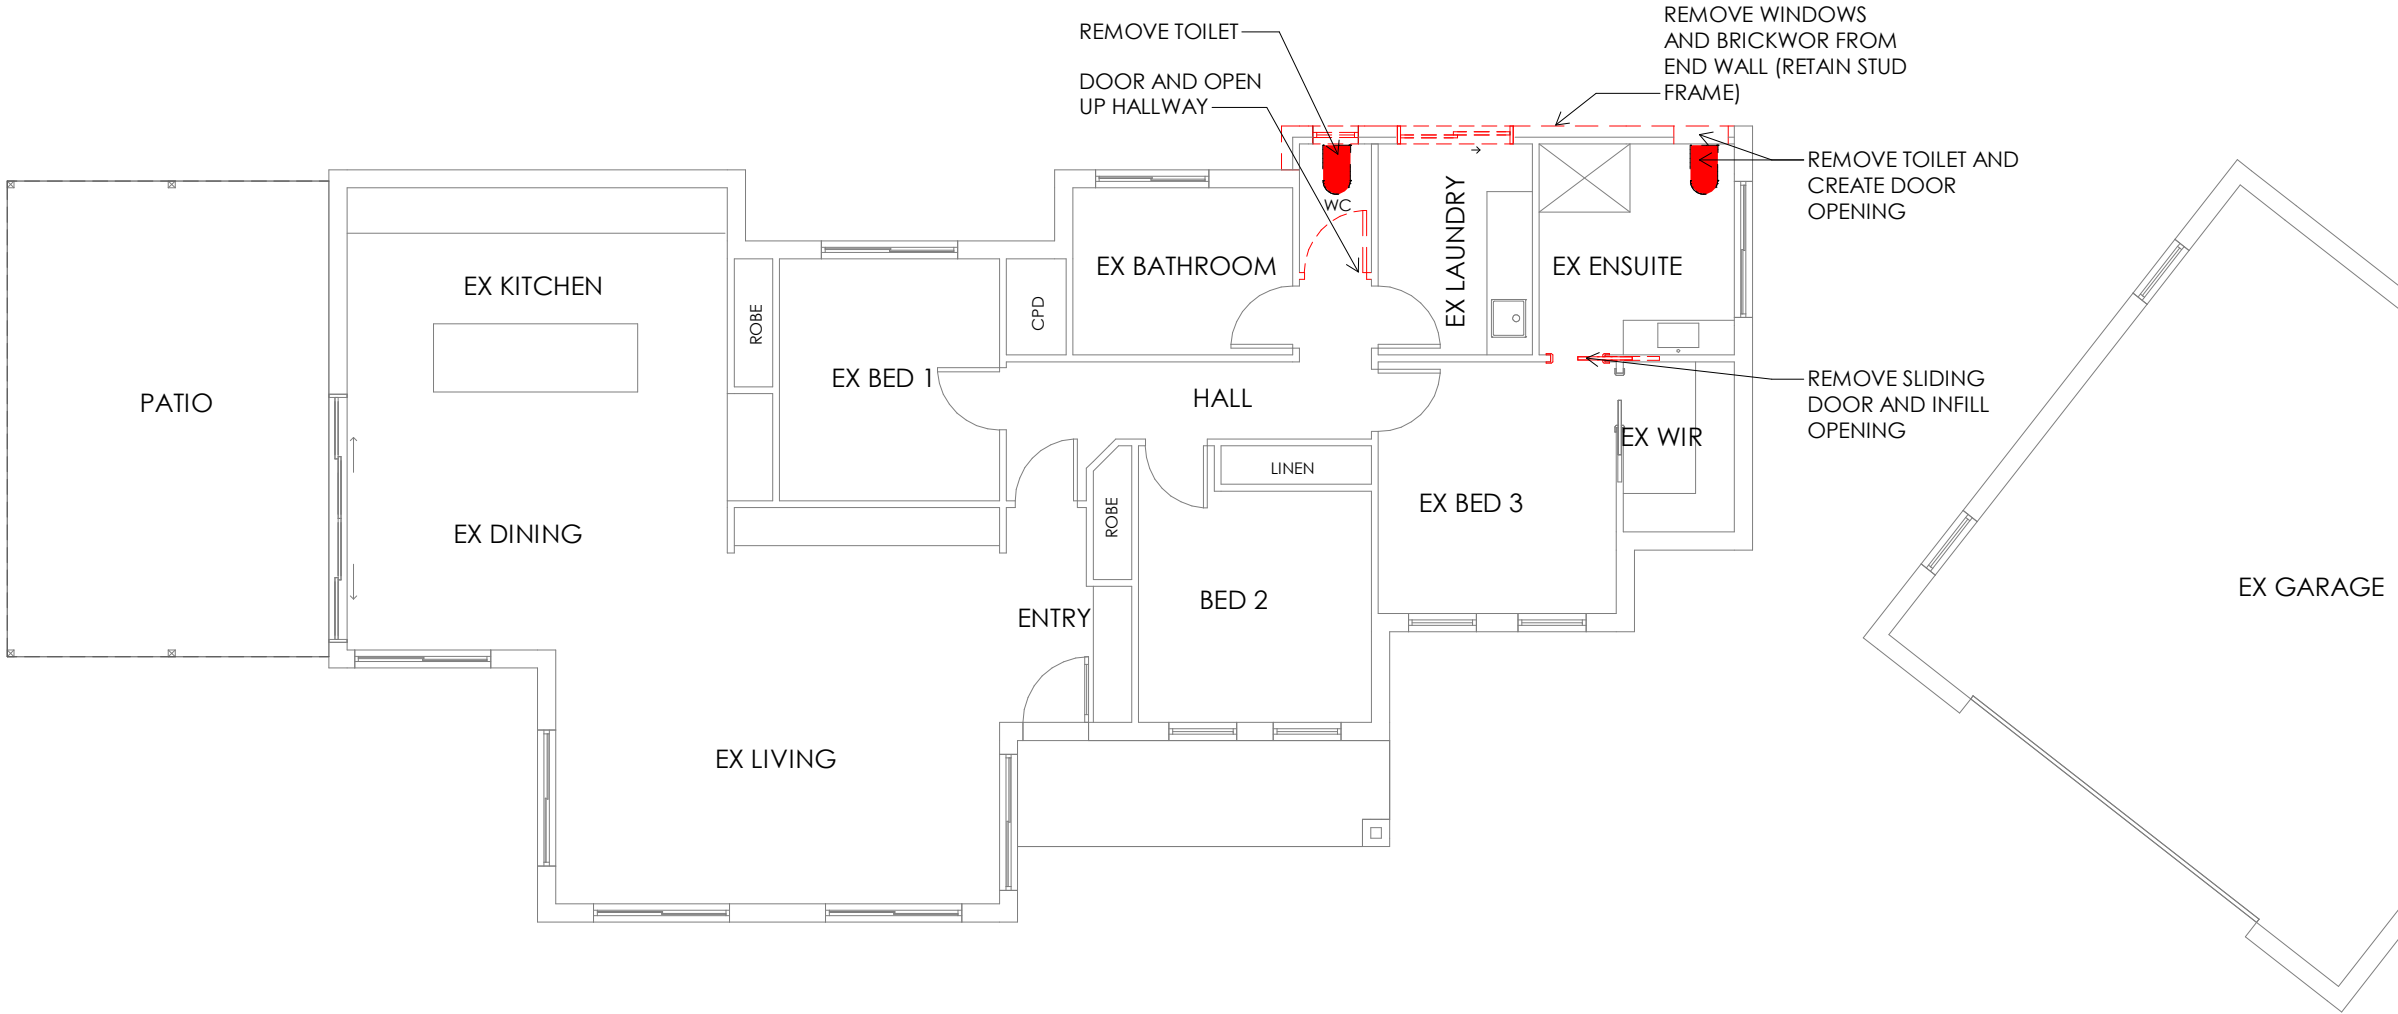 REMOVE TOILET
DOOR AND OPEN
UP HALLWAY
REMOVE WINDOWS
AND BRICKWOR FROM
END WALL (RETAIN STUD
FRAME)
REMOVE TOILET AND
CREATE DOOR
OPENING
WC
EX LAUNDRY
EX BATHROOM
EX ENSUITE
EX KITCHEN
ROBE
CPD
EX BED 1
HALL
PATIO
REMOVE SLIDING
DOOR AND INFILL
OPENING
EX WIR
LINEN
EX BED 3
ROBE
EX DINING
BED 2
ENTRY
EX GARAGE
EX LIVING